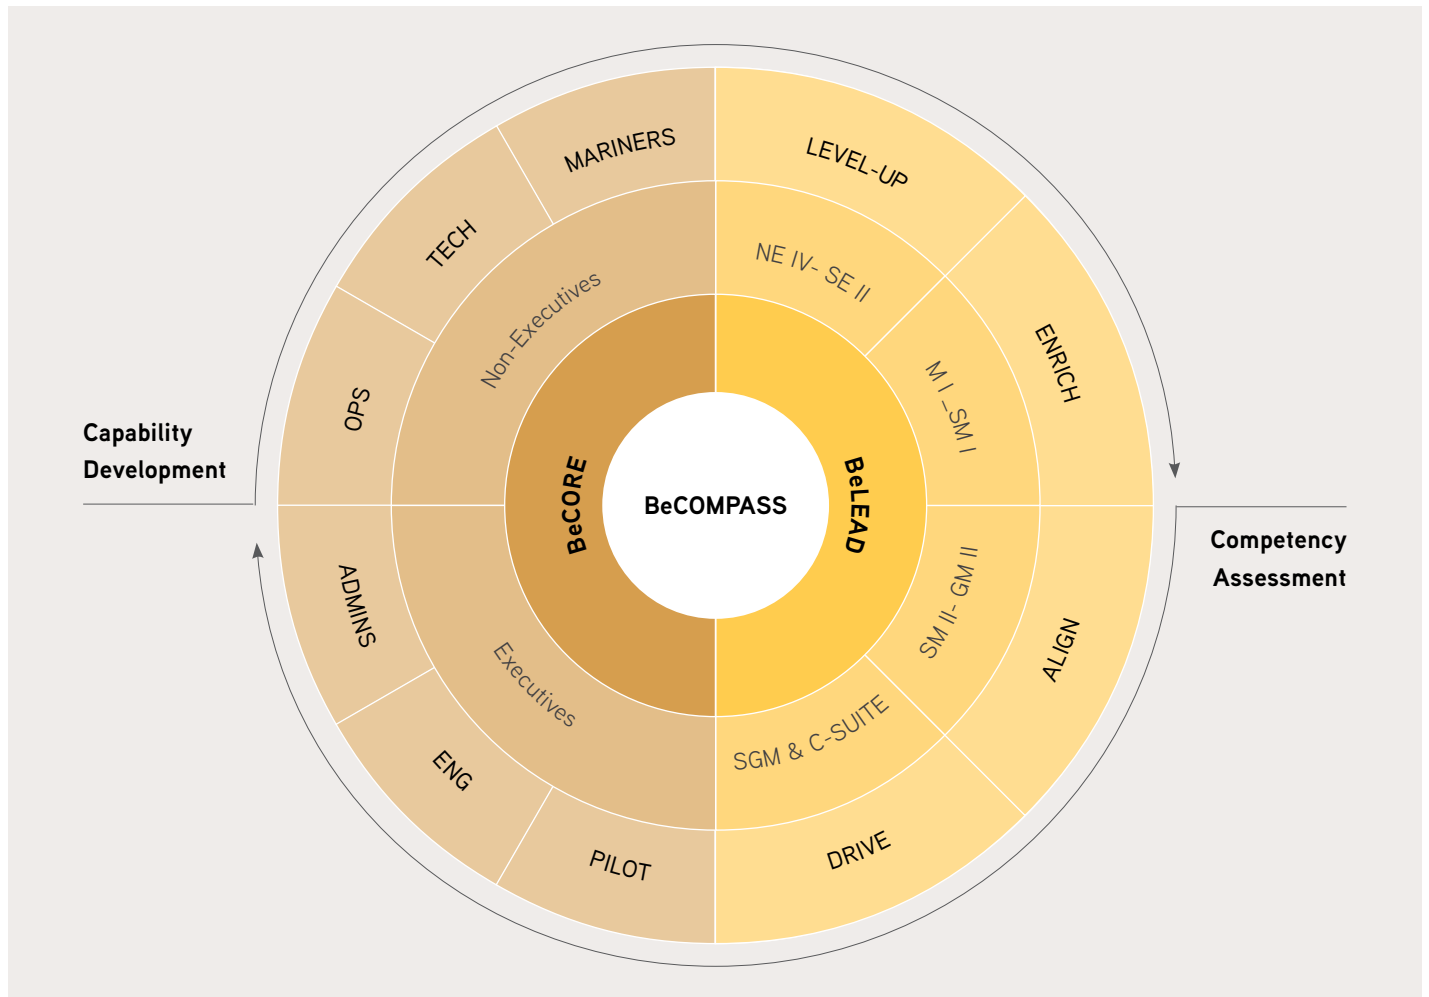 MARINERS
LEVEL-UP
TECH
NE IV- SE II
Non-Executives
ENRICH
M I _SM I
OPS
Capability
Development
BeCORE
BeCOMPASS
BeLEAD
Competency
Assessment
ADMINS
SM II- GM II
ALIGN
Executives
SGM & C-SUITE
ENG
DRIVE
PILOT